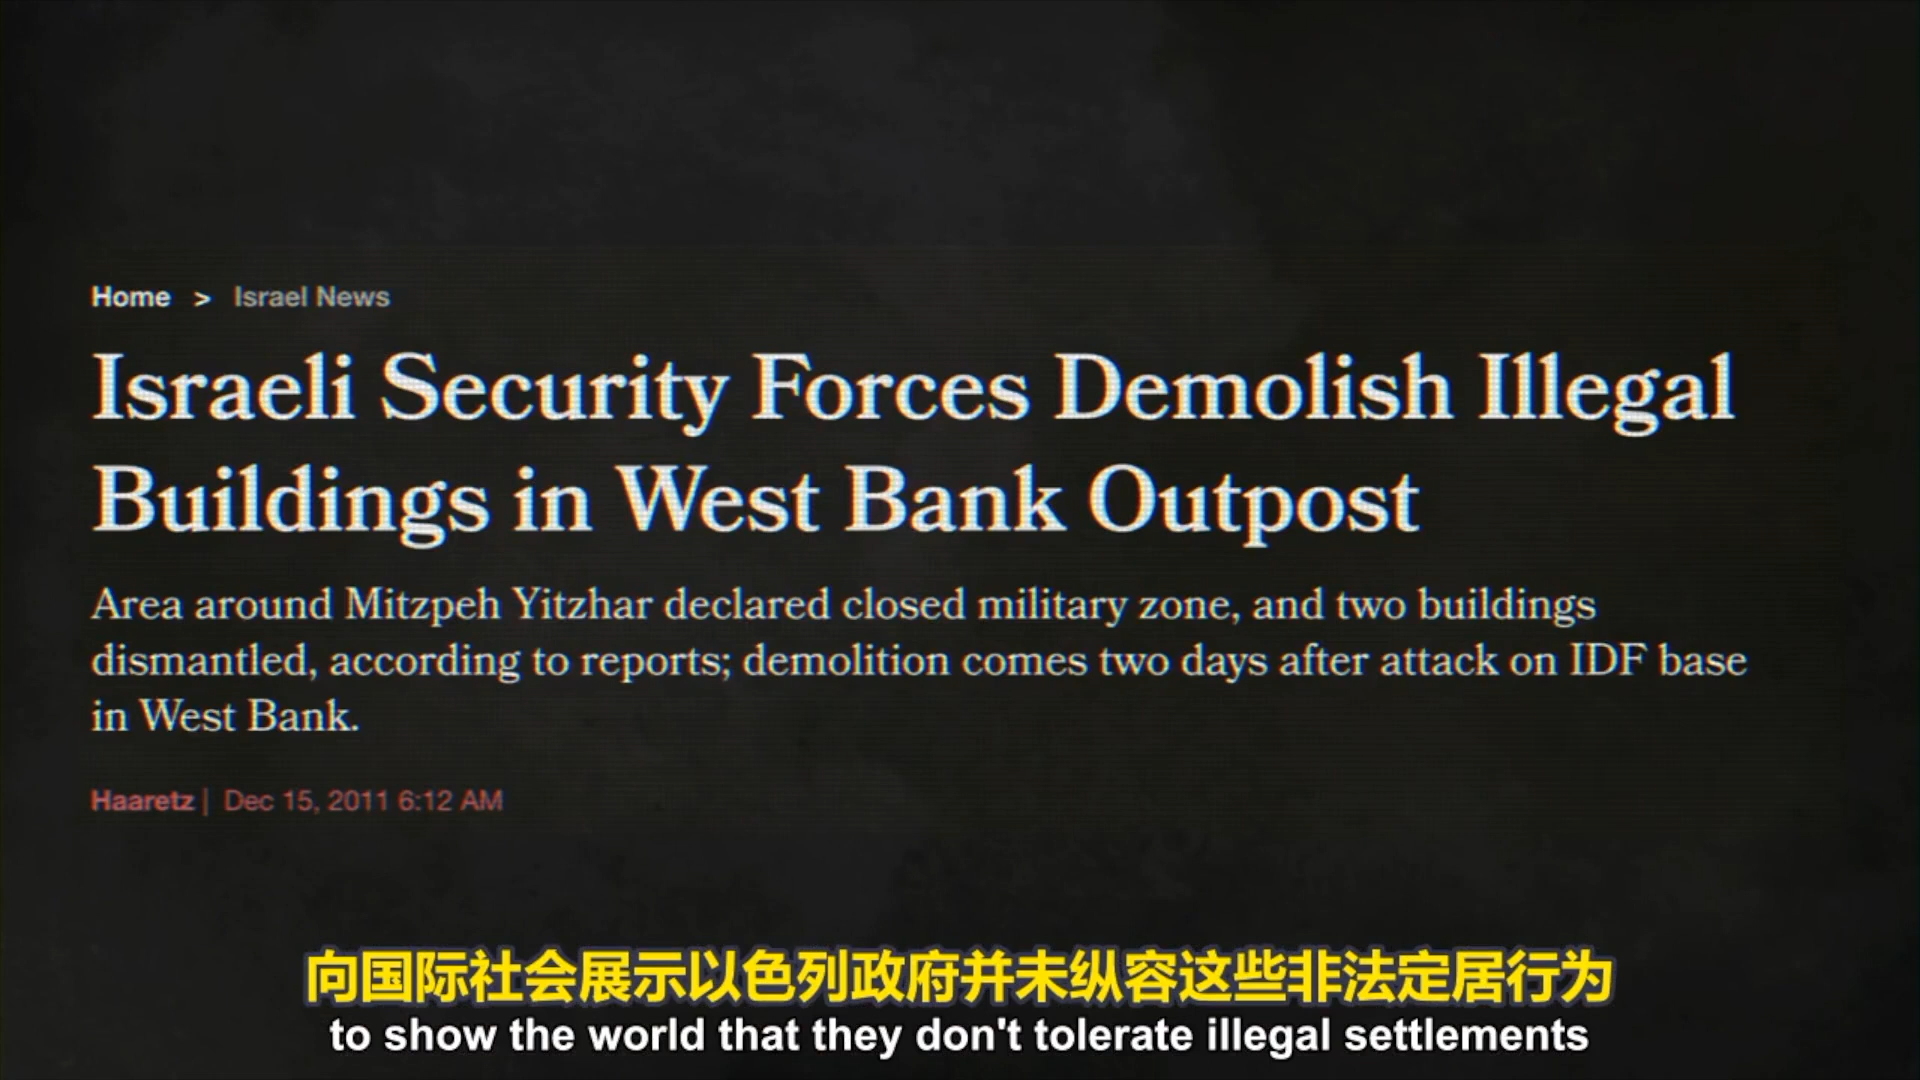 Home > Israel News
Israeli Security Forces Demolish Illegal
Buildings in West Bank Outpost
Area around Mitzpeh Yitzhar declared closed military zone, and two buildings
dismantled, according to reports; demolition comes two days after attack on IDF base
in West Bank.
Haaretz | Dec 15, 2011 6:12 AM
向国际社会展示以色列政府并未纵容这些非法定居行为
to show the world that they don't tolerate illegal settlements